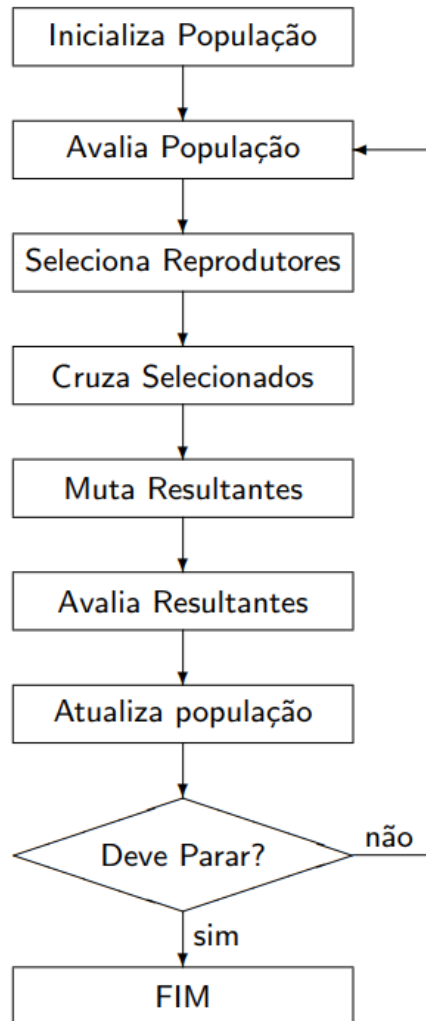 Inicializa População
Avalia População
Seleciona Reprodutores
Cruza Selecionados
Muta Resultantes
Avalia Resultantes
Atualiza população
Deve Parar?
não
sim
FIM